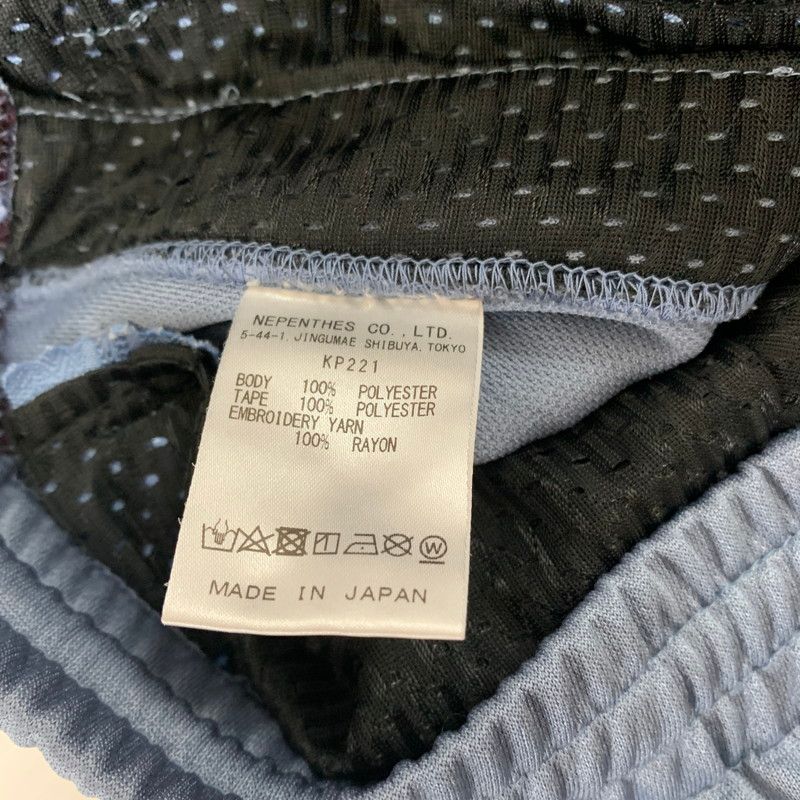 NEPENTHES CO.,LTD.
5-44-1, JINGUMAE SHIBUYA, TOKYO
KP221
BODY 100% POLYESTER
TAPE 100% POLYESTER
EMBROIDERY YARN
100% RAYON
W
MADE IN JAPAN